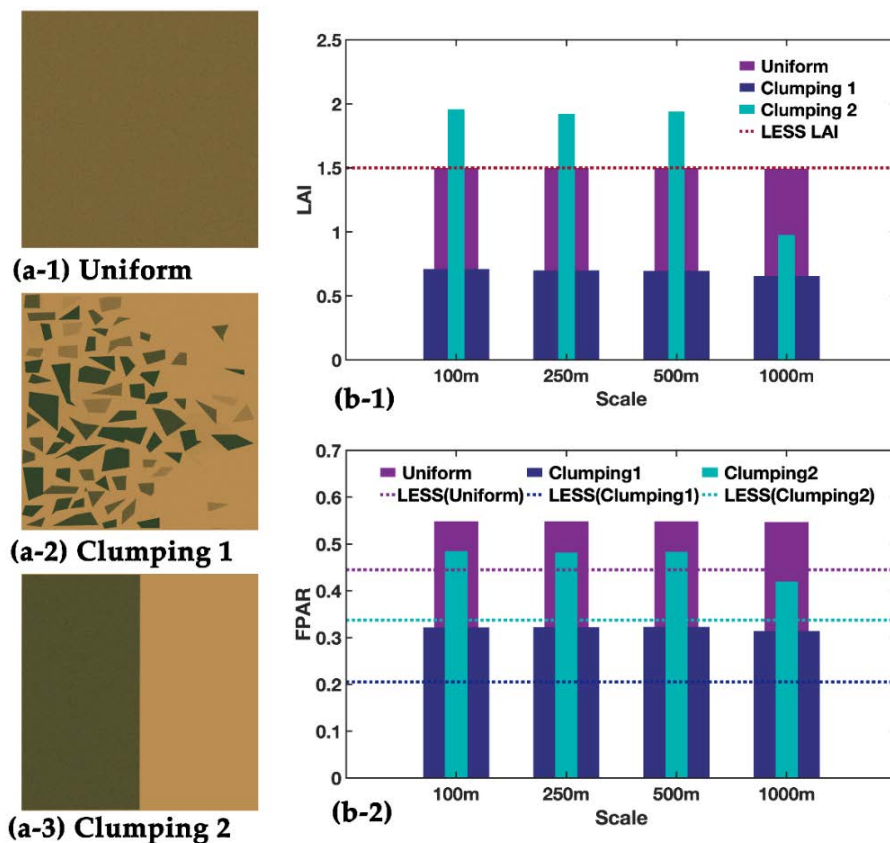 (a-1) Uniform
(a-2) Clumping 1
(a-3) Clumping 2
2.5
2
1.5
1
0.5
0
LAI
Uniform
Clumping 1
Clumping 2
LESS LAI
100m 250m 500m 1000m
Scale
(b-1)
0.7
0.6
0.5
0.4
0.3
0.2
0.1
0
FPAR
Uniform Clumping1 Clumping2
LESS(Uniform) LESS(Clumping1) LESS(Clumping2)
100m 250m 500m 1000m
Scale
(b-2)